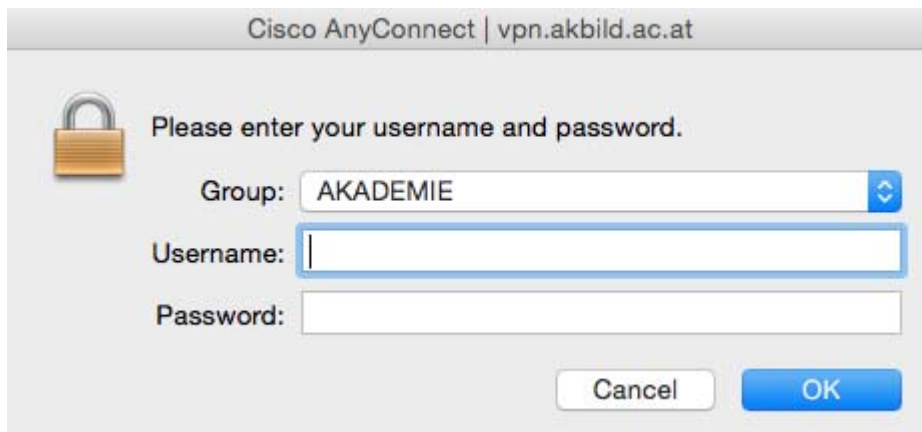 Cisco AnyConnect | vpn.akbild.ac.at
Please enter your username and password.
Group: AKADEMIE
Username:
Password:
Cancel OK